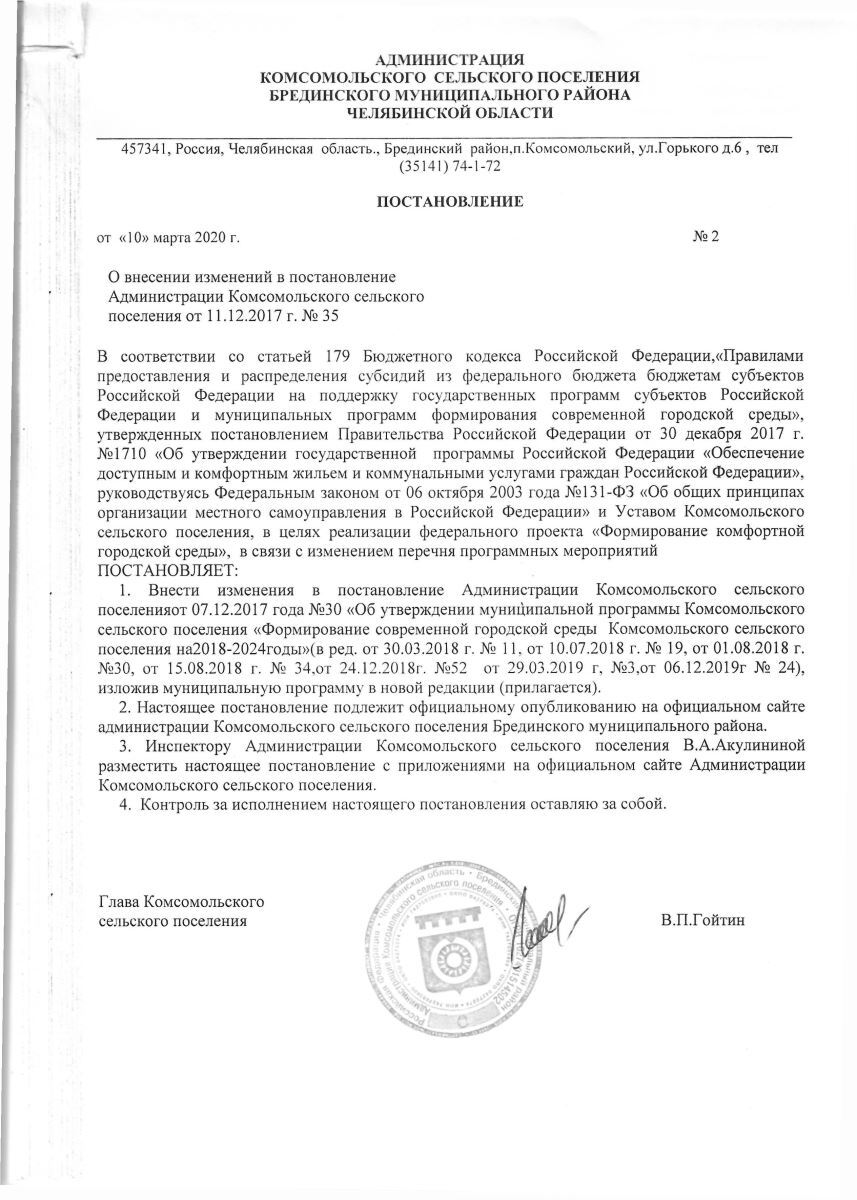 АДМИНИСТРАЦИЯ
КОМСОМОЛЬСКОГО СЕЛЬСКОГО ПОСЕЛЕНИЯ
БРЕДИНСКОГО МУНИЦИПАЛЬНОГО РАЙОНА
ЧЕЛЯБИНСКОЙ ОБЛАСТИ
457341, Россия, Челябинская область., Брединский район,п.Комсомольский, ул.Горького д.6 , тел
(35141) 74-1-72
ПОСТАНОВЛЕНИЕ
от «10» марта 2020 г. № 2
О внесении изменений в постановление
Администрации Комсомольского сельского
поселения от 11.12.2017 г. № 35
В соответствии со статьей 179 Бюджетного кодекса Российской Федерации,«Правилами
предоставления и распределения субсидий из федерального бюджета бюджетам субъектов
Российской Федерации на поддержку государственных программ субъектов Российской
Федерации и муниципальных программ формирования современной городской среды»,
утвержденных постановлением Правительства Российской Федерации от 30 декабря 2017 г.
№1710 «Об утверждении государственной программы Российской Федерации «Обеспечение
доступным и комфортным жильем и коммунальными услугами граждан Российской Федерации»,
руководствуясь Федеральным законом от 06 октября 2003 года №131-ФЗ «Об общих принципах
организации местного самоуправления в Российской Федерации» и Уставом Комсомольского
сельского поселения, в целях реализации федерального проекта «Формирование комфортной
городской среды», в связи с изменением перечня программных мероприятий
ПОСТАНОВЛЯЕТ:
1. Внести изменения в постановление Администрации Комсомольского сельского
поселенияот 07.12.2017 года №30 «Об утверждении муниципальной программы Комсомольского
сельского поселения «Формирование современной городской среды Комсомольского сельского
поселения на2018-2024годы»(в ред. от 30.03.2018 г. № 11, от 10.07.2018 г. № 19, от 01.08.2018 г.
№30, от 15.08.2018 г. № 34,от 24.12.2018г. №52 от 29.03.2019 г, №3,от 06.12.2019г № 24),
изложив муниципальную программу в новой редакции (прилагается).
2. Настоящее постановление подлежит официальному опубликованию на официальном сайте
администрации Комсомольского сельского поселения Брединского муниципального района.
3. Инспектору Администрации Комсомольского сельского поселения В.А.Акулининой
разместить настоящее постановление с приложениями на официальном сайте Администрации
Комсомольского сельского поселения.
4. Контроль за исполнением настоящего постановления оставляю за собой.
Глава Комсомольского
сельского поселения В.П.Гойтин
Российская Федерация • Челябинская область • Брединский
Администрация Комсомольского сельского поселения